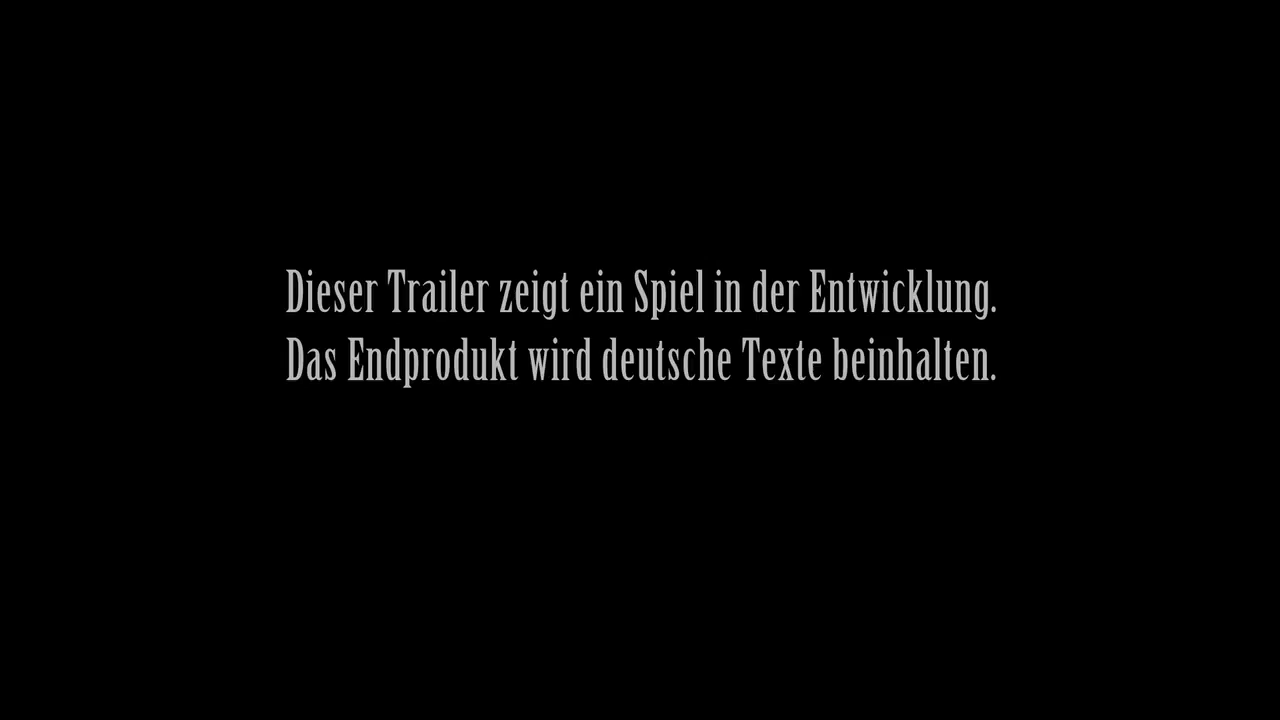 Dieser Trailer zeigt ein Spiel in der Entwicklung.
Das Endprodukt wird deutsche Texte beinhalten.